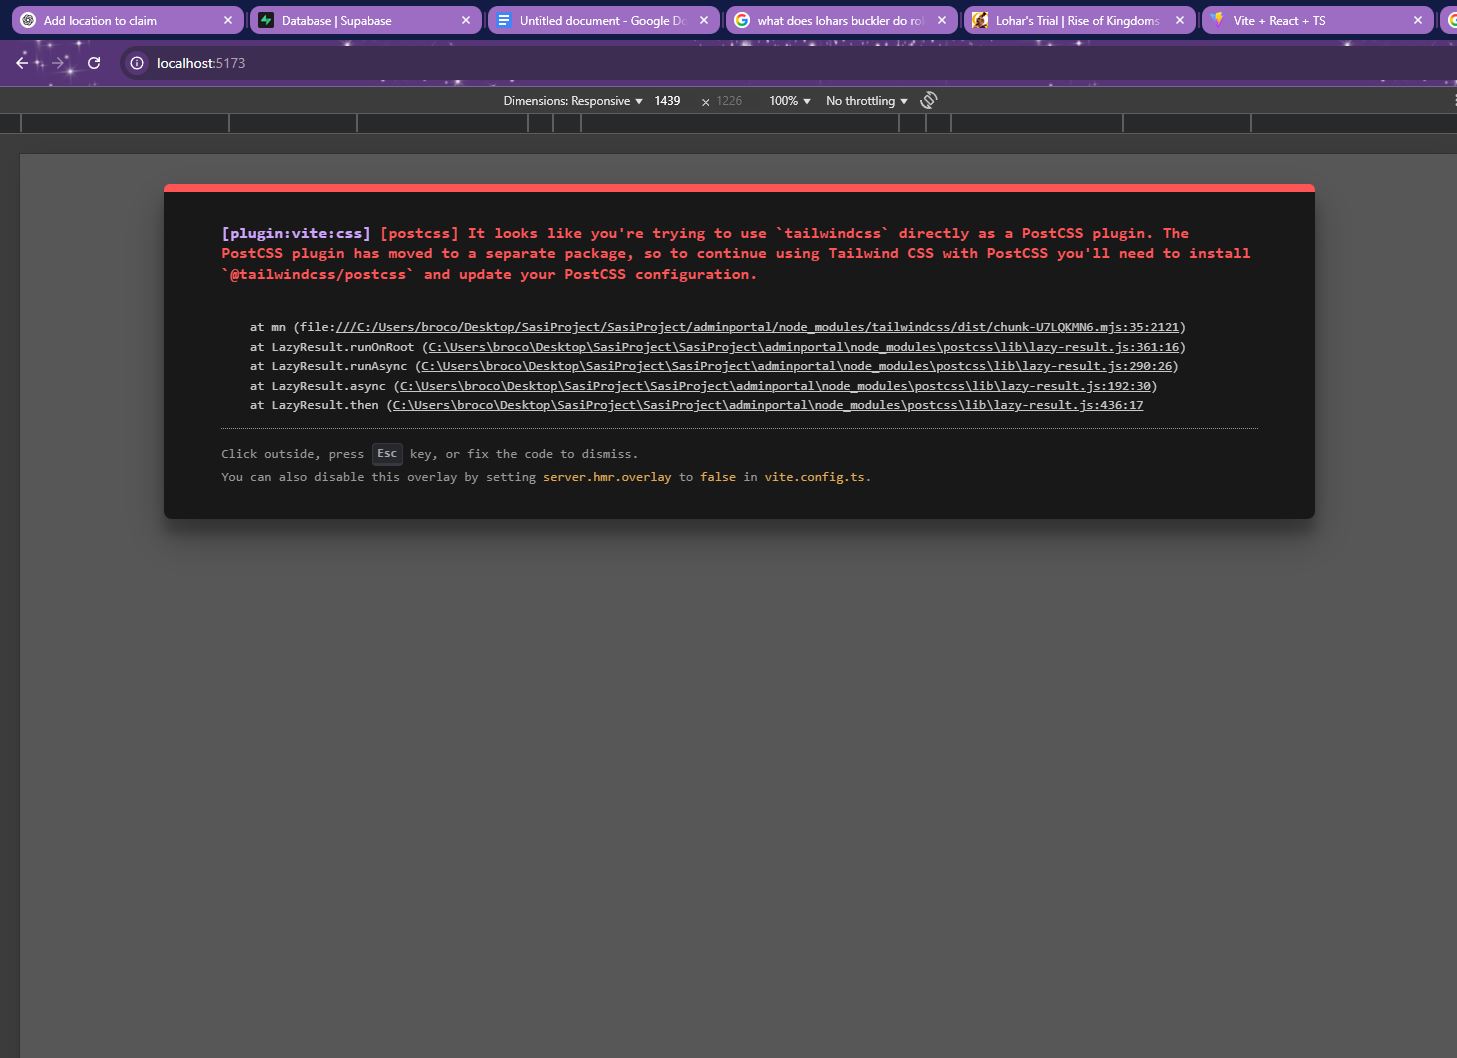 Add location to claim
Database | Supabase
Untitled document - Google Do
what does lohars buckler do ro
Lohar's Trial | Rise of Kingdoms
Vite + React + TS
localhost:5173
Dimensions: Responsive 1439 × 1226 100% No throttling
[plugin:vite:css] [postcss] It looks like you're trying to use `tailwindcss` directly as a PostCSS plugin. The
PostCSS plugin has moved to a separate package, so to continue using Tailwind CSS with PostCSS you'll need to install
`@tailwindcss/postcss` and update your PostCSS configuration.
at mn (file:///C:/Users/broco/Desktop/SasiProject/SasiProject/adminportal/node_modules/tailwindcss/dist/chunk-U7LQKMN6.mjs:35:2121)
at LazyResult.runOnRoot (C:\Users\broco\Desktop\SasiProject\SasiProject\adminportal\node_modules\postcss\lib\lazy-result.js:361:16)
at LazyResult.runAsync (C:\Users\broco\Desktop\SasiProject\SasiProject\adminportal\node_modules\postcss\lib\lazy-result.js:290:26)
at LazyResult.async (C:\Users\broco\Desktop\SasiProject\SasiProject\adminportal\node_modules\postcss\lib\lazy-result.js:192:30)
at LazyResult.then (C:\Users\broco\Desktop\SasiProject\SasiProject\adminportal\node_modules\postcss\lib\lazy-result.js:436:17
Click outside, press Esc key, or fix the code to dismiss.
You can also disable this overlay by setting server.hmr.overlay to false in vite.config.ts.